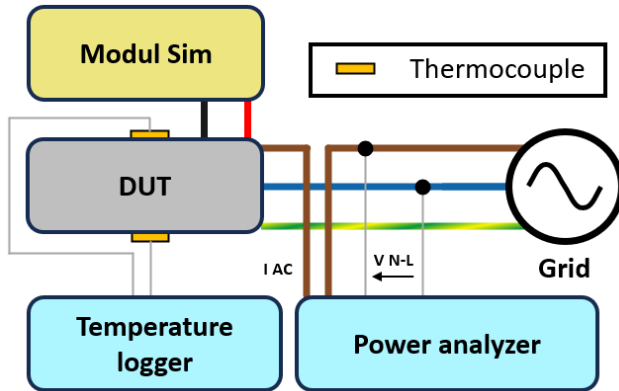 Modul Sim
Thermocouple
DUT
I AC
V N-L
Grid
Temperature
logger
Power analyzer